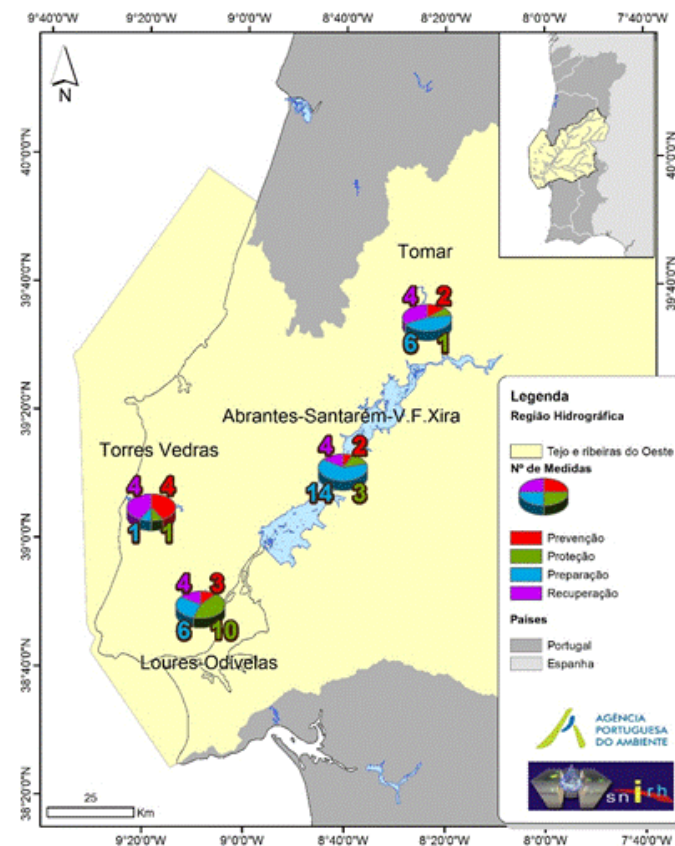 9°40'0"W 9°20'0"W 9°0'0"W 8°40'0"W 8°20'0"W 8°0'0"W 7°40'0"W
N
40°0'0"N
40°0'0"N
39°40'0"N
39°40'0"N
39°20'0"N
39°0'0"N
38°40'0"N
38°20'0"N
Tomar
4 2
6 1
Abrantes-Santarém-V.F.Xira
4 2
14 3
Torres Vedras
4 4
1 1
4 3
6 10
Loures-Odivelas
25
Km
Legenda
Região Hidrográfica
Tejo e ribeiras do Oeste
Nº de Medidas
Prevenção
Proteção
Preparação
Recuperação
Países
Portugal
Espanha
AGÊNCIA
PORTUGUESA
DO AMBIENTE
snirh
9°20'0"W 9°0'0"W 8°40'0"W 8°20'0"W 8°0'0"W 7°40'0"W